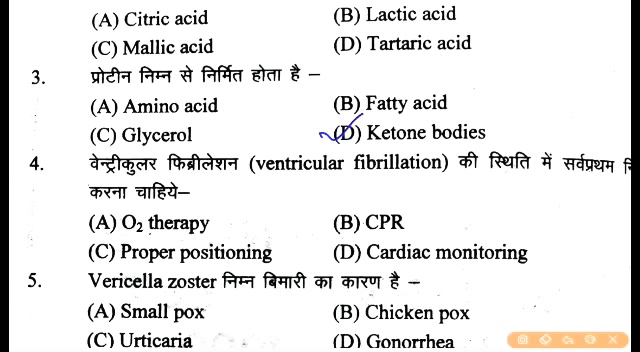 (A) Citric acid (B) Lactic acid
(C) Mallic acid (D) Tartaric acid
3. प्रोटीन निम्न से निर्मित होता है –
(A) Amino acid (B) Fatty acid
(C) Glycerol (D) Ketone bodies
4. वेन्ट्रीकुलर फिब्रीलेशन (ventricular fibrillation) की स्थिति में सर्वप्रथम
करना चाहिये–
(A) O₂ therapy (B) CPR
(C) Proper positioning (D) Cardiac monitoring
5. Vericella zoster निम्न बिमारी का कारण है –
(A) Small pox (B) Chicken pox
(C) Urticaria (D) Gonorrhea